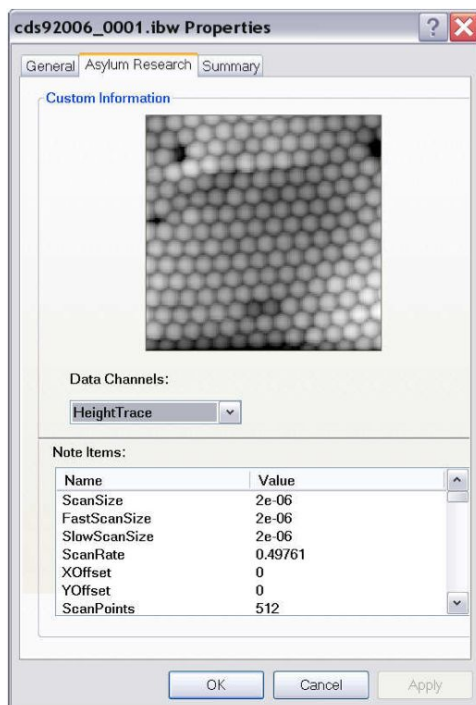 cds92006_0001.ibw Properties
General Asylum Research Summary
Custom Information
Data Channels:
HeightTrace
Note Items:
Name Value
ScanSize 2e-06
FastScanSize 2e-06
SlowScanSize 2e-06
ScanRate 0.49761
XOffset 0
YOffset 0
ScanPoints 512
OK Cancel Apply